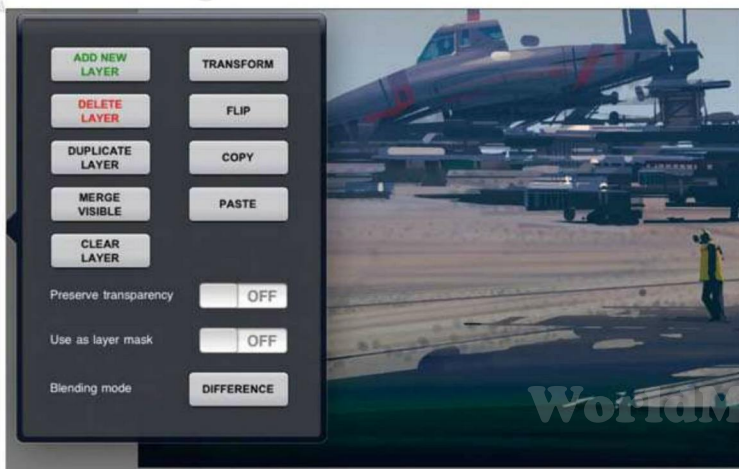 ADD NEW
LAYER
TRANSFORM
DELETE
LAYER
FLIP
DUPLICATE
LAYER
COPY
MERGE
VISIBLE
PASTE
CLEAR
LAYER
Preserve transparency
OFF
Use as layer mask
OFF
Blending mode
DIFFERENCE
WorldM